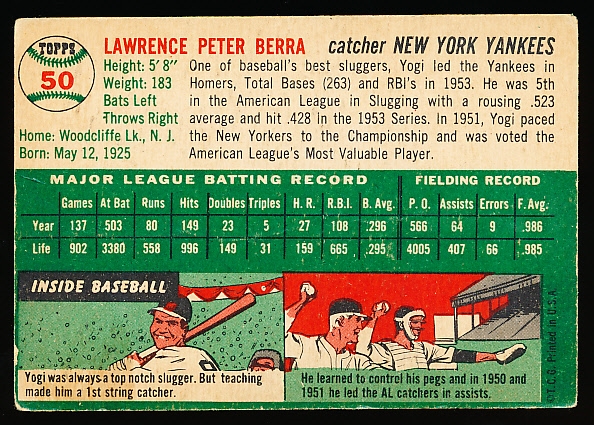 TOPPS
50
LAWRENCE PETER BERRA catcher NEW YORK YANKEES
Height: 5' 8"
Weight: 183
Bats Left
Throws Right
Home: Woodcliffe Lk., N. J.
Born: May 12, 1925
One of baseball's best sluggers, Yogi led the Yankees in
Homers, Total Bases (263) and RBI's in 1953. He was 5th
in the American League in Slugging with a rousing .523
average and hit .428 in the 1953 Series. In 1951, Yogi paced
the New Yorkers to the Championship and was voted the
American League's Most Valuable Player.
MAJOR LEAGUE BATTING RECORD FIELDING RECORD
Games At Bat Runs Hits Doubles Triples H. R. R.B.I. B. Avg. P. O. Assists Errors F. Avg.
Year 137 503 80 149 23 5 27 108 .296 566 64 9 .986
Life 902 3380 558 996 149 31 159 665 .295 4005 407 66 .985
INSIDE BASEBALL
Yogi was always a top notch slugger. But teaching
made him a 1st string catcher.
He learned to control his pegs and in 1950 and
1951 he led the AL catchers in assists.
© T. C. G. Printed in U.S.A.